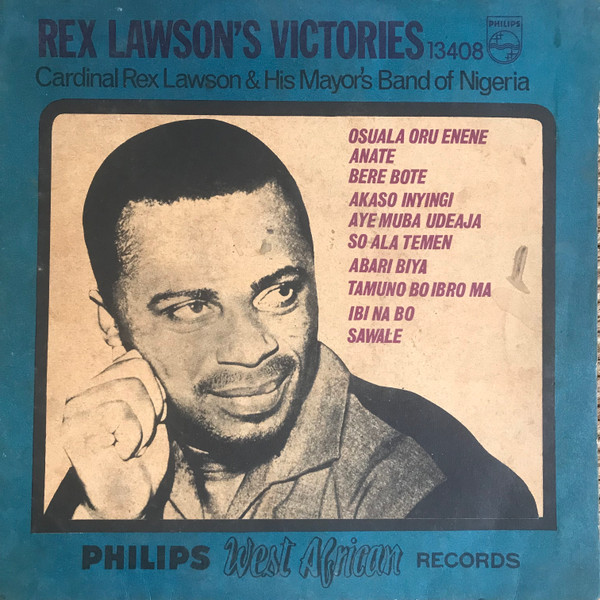 REX LAWSON'S VICTORIES 13408
PHILIPS
Cardinal Rex Lawson & His Mayor's Band of Nigeria
OSUALA ORU ENENE
ANATE
BERE BOTE
AKASO INYINGI
AYE MUBA UDEAJA
SO ALA TEMEN
ABARI BIYA
TAMUNO BO IBRO MA
IBI NA BO
SAWALE
PHILIPS West African RECORDS